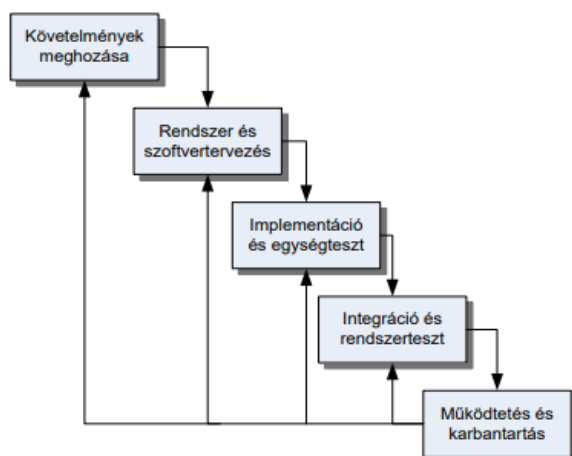 Követelmények
meghozása
Rendszer és
szoftvertervezés
Implementáció
és egységteszt
Integráció és
rendszerteszt
Működtetés és
karbantartás